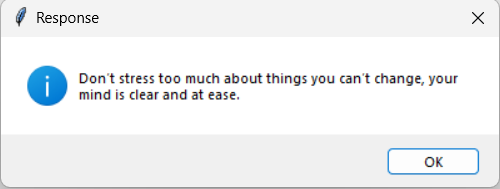 Response
Don't stress too much about things you can't change, your
mind is clear and at ease.
OK